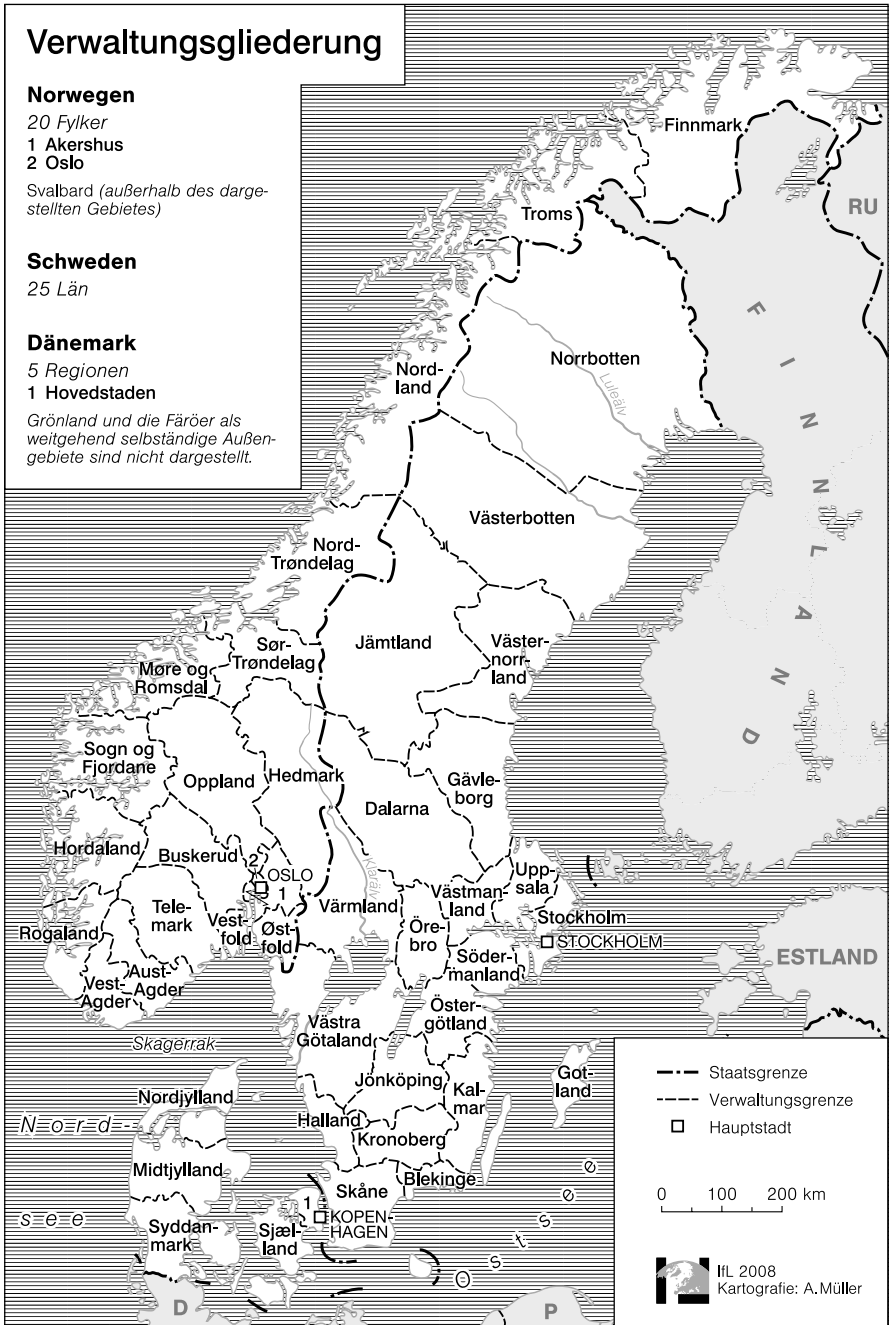 Verwaltungsgliederung
Norwegen
20 Fylker
1 Akershus
2 Oslo
Svalbard (außerhalb des darge-
stellten Gebietes)
Schweden
25 Län
Dänemark
5 Regionen
1 Hovedstaden
Grönland und die Färöer als
weitgehend selbständige Außen-
gebiete sind nicht dargestellt.
Finnmark
Troms
RU
FINNLAND
Nord-
land
Norrbotten
Luleälv
Västerbotten
Nord-
Trøndelag
Sør-
Trøndelag
Jämtland
Väster-
norr-
land
Møre og
Romsdal
Sogn og
Fjordane
Oppland
Hedmark
Dalarna
Gävle-
borg
Hordaland
Buskerud
2
OSLO
1
Klarälv
Värmland
Västman-
land
Upp-
sala
Rogaland
Tele-
mark
Vest-
fold
Øst-
fold
Öre-
bro
Stockholm
STOCKHOLM
Söder-
manland
ESTLAND
Vest-
Agder
Aust-
Agder
Öster-
götland
Västra
Götaland
Skagerrak
Jönköping
Kal-
mar
Got-
land
Nordjylland
Nord-
Halland
Kronoberg
Midtjylland
Skåne
Blekinge
see
Syddan-
mark
Sjæl-
land
1
KOPEN-
HAGEN
Ostsee
D
P
Staatsgrenze
Verwaltungsgrenze
Hauptstadt
0 100 200 km
IfL 2008
Kartografie: A.Müller